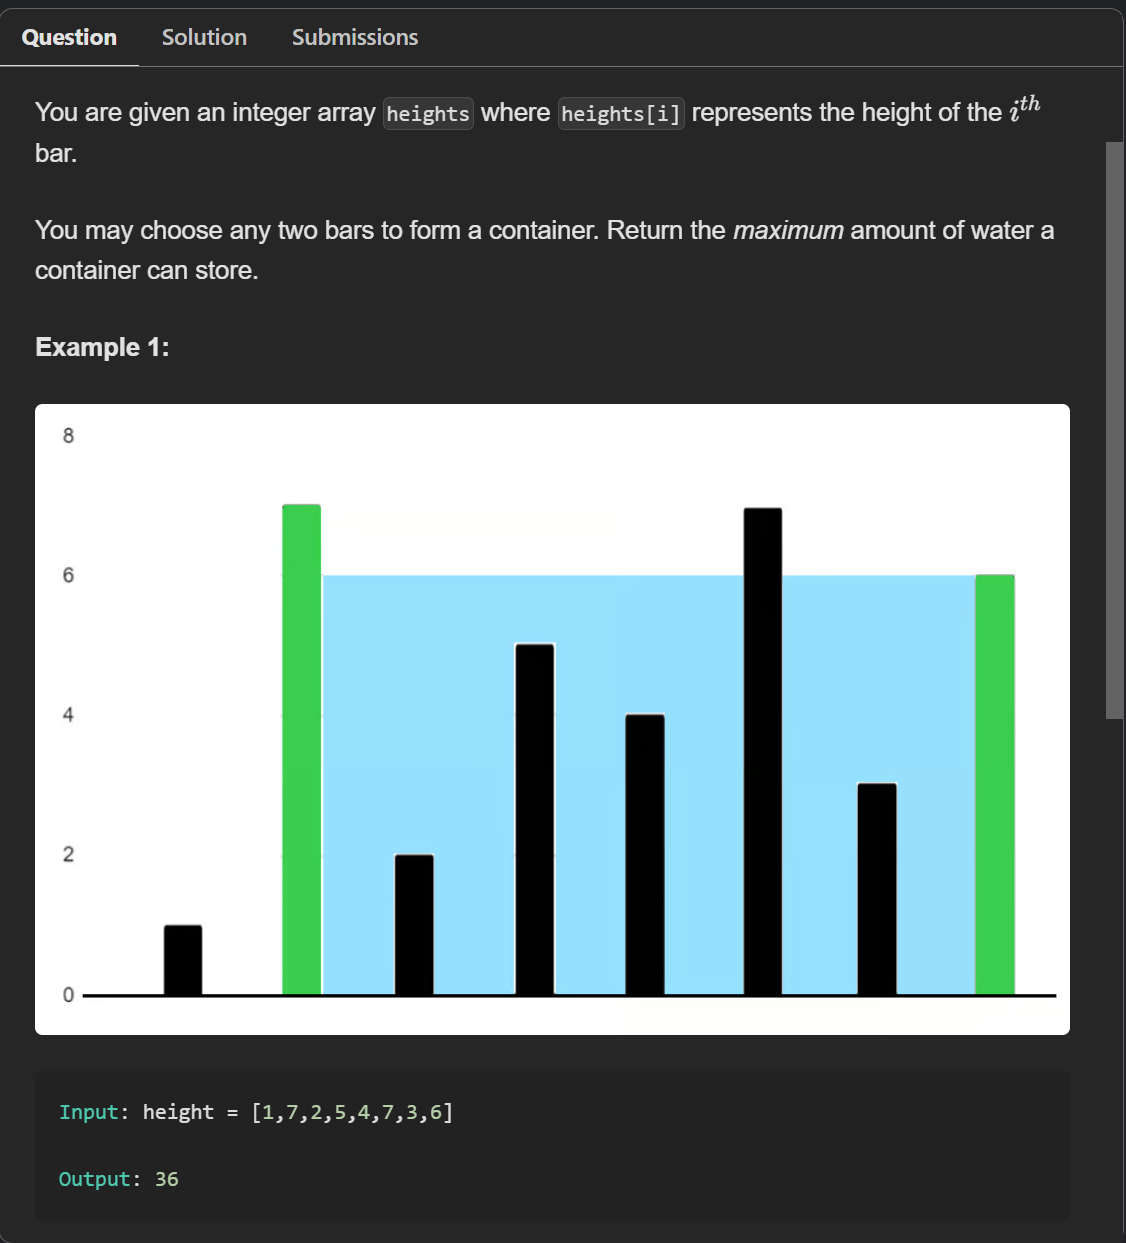 Question Solution Submissions
You are given an integer array heights where heights[i] represents the height of the i^th
bar.
You may choose any two bars to form a container. Return the maximum amount of water a
container can store.
Example 1:
8
6
4
2
0
Input: height = [1,7,2,5,4,7,3,6]
Output: 36